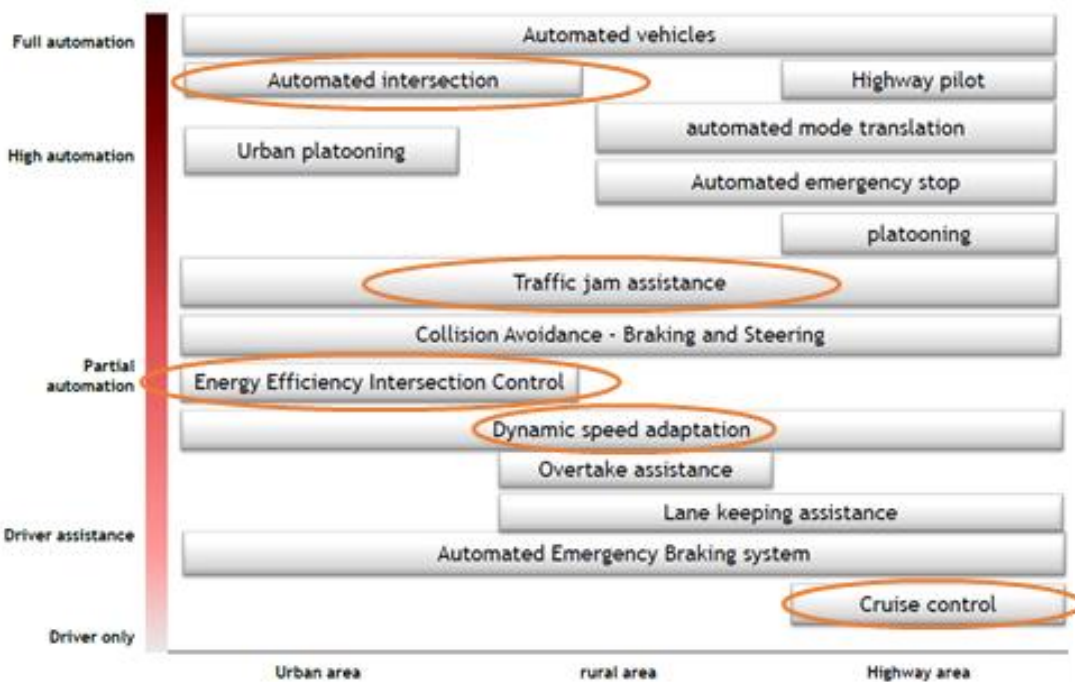 Full automation
Automated vehicles
Automated intersection
Highway pilot
automated mode translation
High automation
Urban platooning
Automated emergency stop
platooning
Traffic jam assistance
Collision Avoidance - Braking and Steering
Partial
automation
Energy Efficiency Intersection Control
Dynamic speed adaptation
Overtake assistance
Lane keeping assistance
Driver assistance
Automated Emergency Braking system
Cruise control
Driver only
Urban area
rural area
Highway area